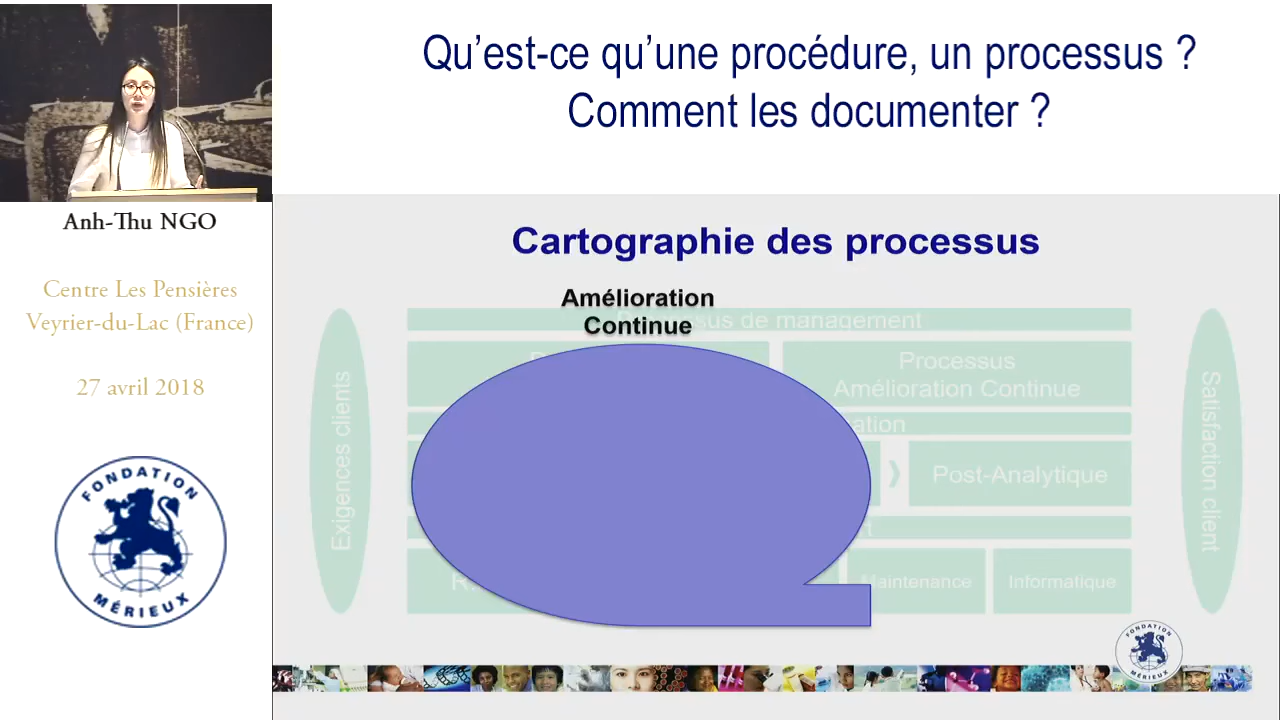 Qu’est-ce qu’une procédure, un processus ?
Comment les documenter ?
Anh-Thu NGO
Centre Les Pensières
Veyrier-du-Lac (France)
27 avril 2018
FONDATION
MÉRIEUX
Cartographie des processus
Amélioration
Continue
de management
Processus
Amélioration Continue
Exigences clients
Satisfaction client
Post-Analytique
Maintenance
Informatique
FONDATION
MÉRIEUX